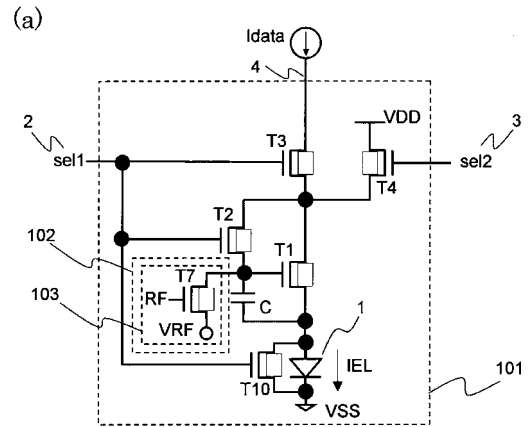 (a)
Idata
4
2
VDD
3
T3
sel1
sel2
T4
T2
102
T1
T7
103
RF
C
1
VRF
IEL
T10
101
VSS